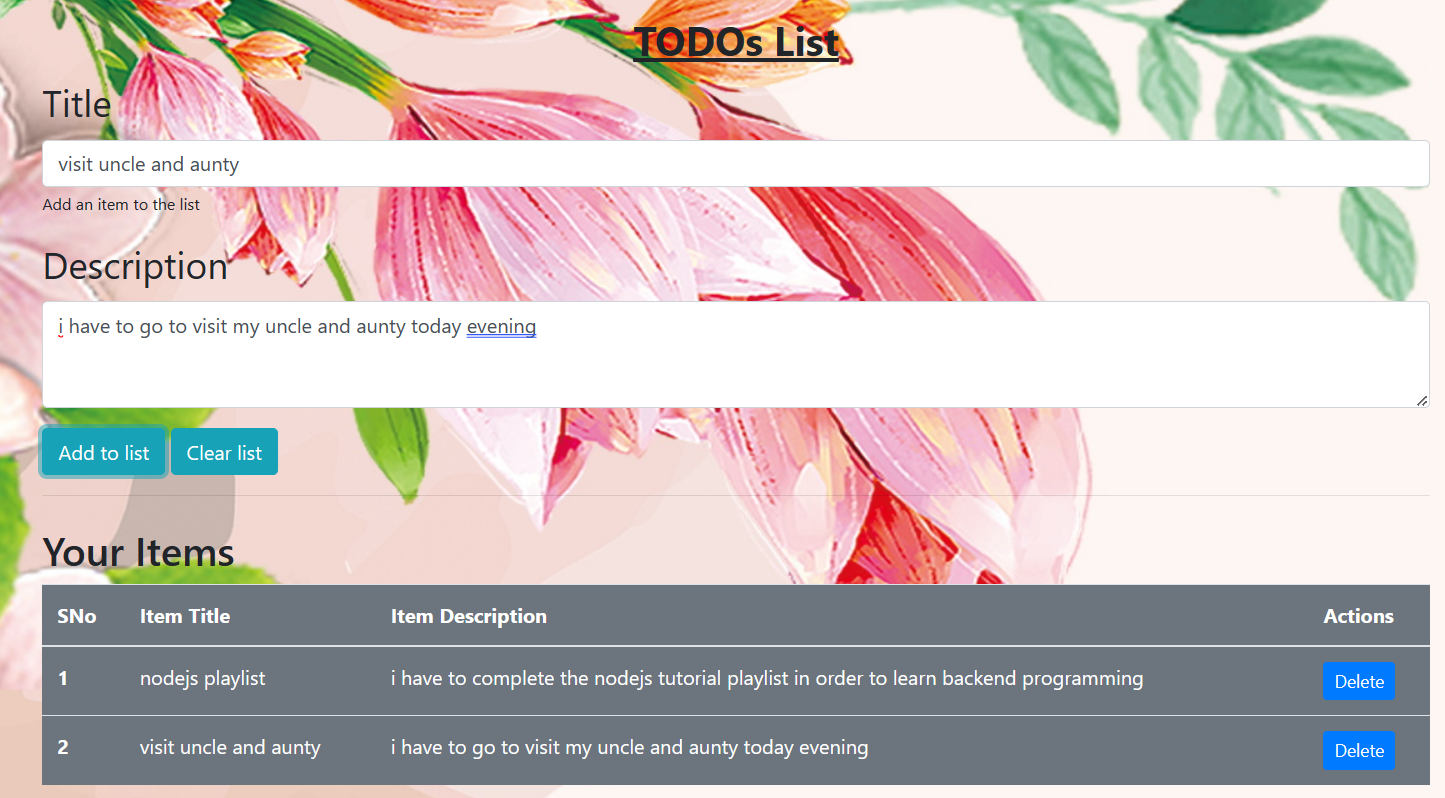 TODOs List
Title
visit uncle and aunty
Add an item to the list
Description
i have to go to visit my uncle and aunty today evening
Add to list Clear list
Your Items
SNo Item Title Item Description Actions
1 nodejs playlist i have to complete the nodejs tutorial playlist in order to learn backend programming Delete
2 visit uncle and aunty i have to go to visit my uncle and aunty today evening Delete